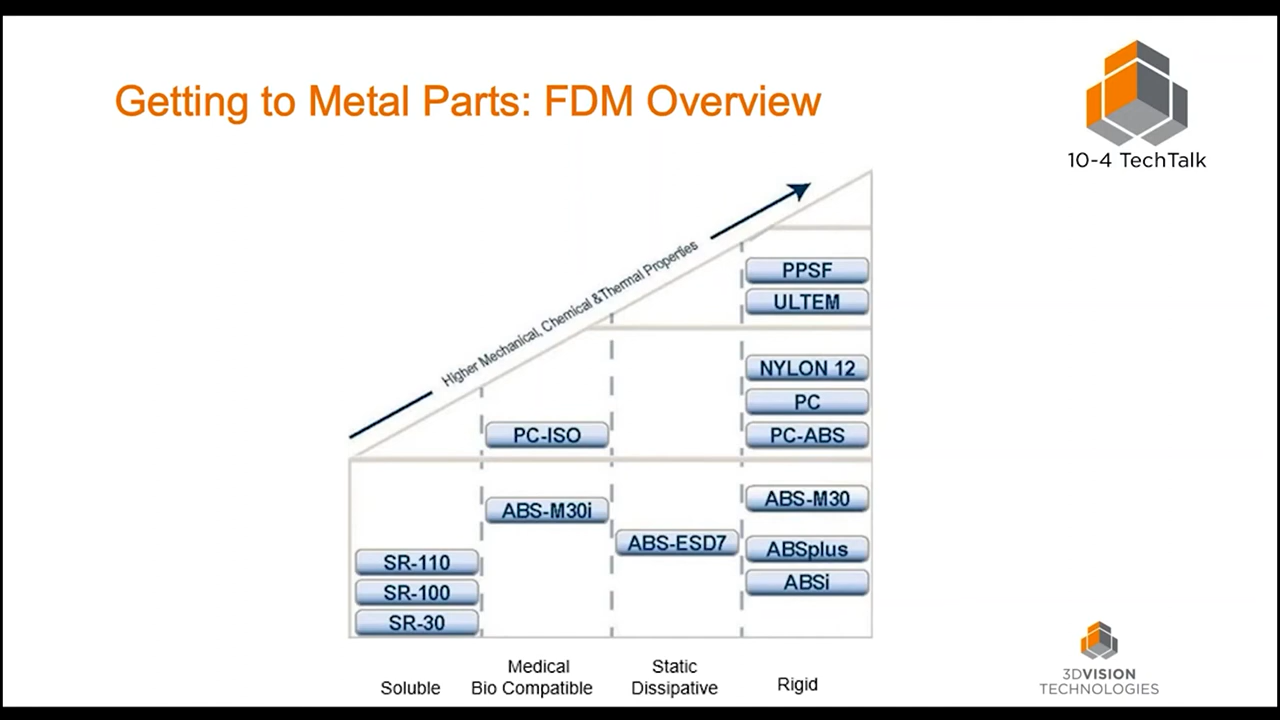 Getting to Metal Parts: FDM Overview
10-4 TechTalk
Higher Mechanical, Chemical &Thermal Properties
PPSF
ULTEM
NYLON 12
PC
PC-ISO
PC-ABS
ABS-M30
ABS-M30i
ABS-ESD7
ABSplus
SR-110
ABSi
SR-100
SR-30
Soluble
Medical
Bio Compatible
Static
Dissipative
Rigid
3DVISION
TECHNOLOGIES